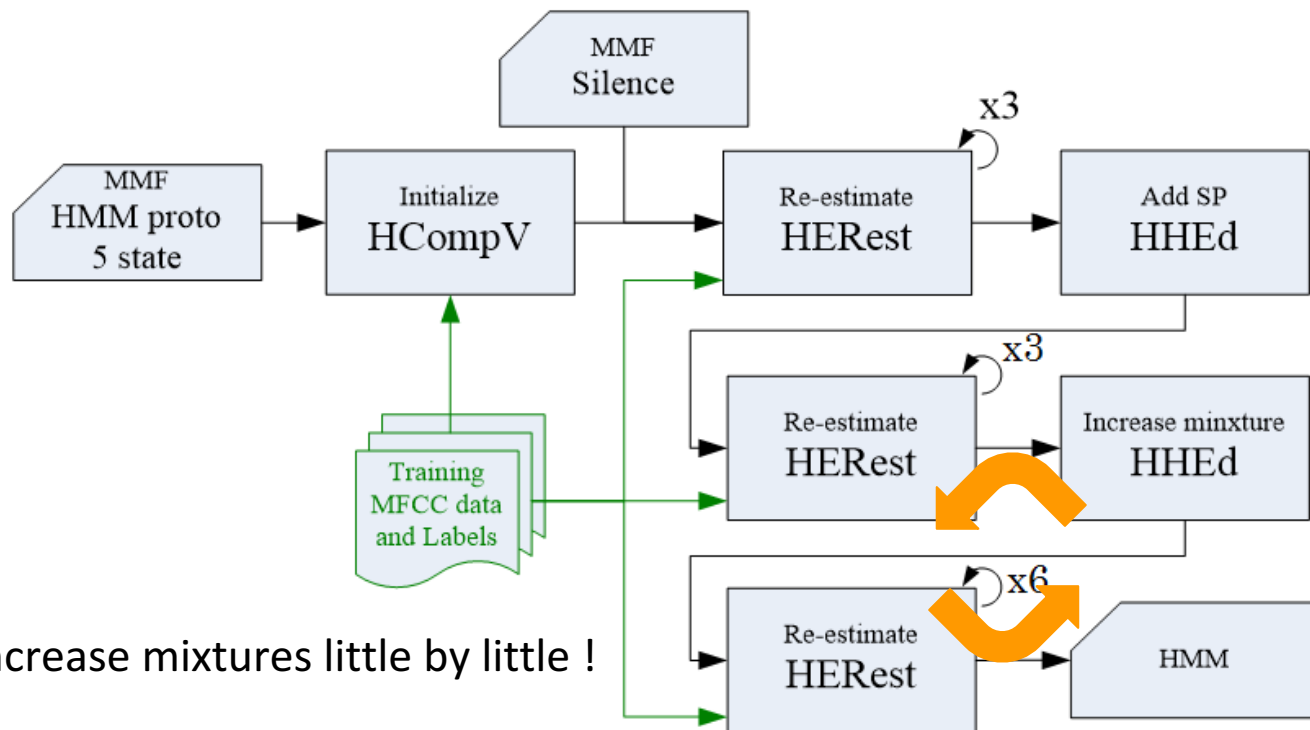 MMF
Silence
x3
MMF
HMM proto
5 state
Initialize
HCompV
Re-estimate
HERest
Add SP
HHEd
x3
Re-estimate
HERest
Increase minxture
HHEd
Training
MFCC data
and Labels
x6
Re-estimate
HERest
HMM
ncrease mixtures little by little !